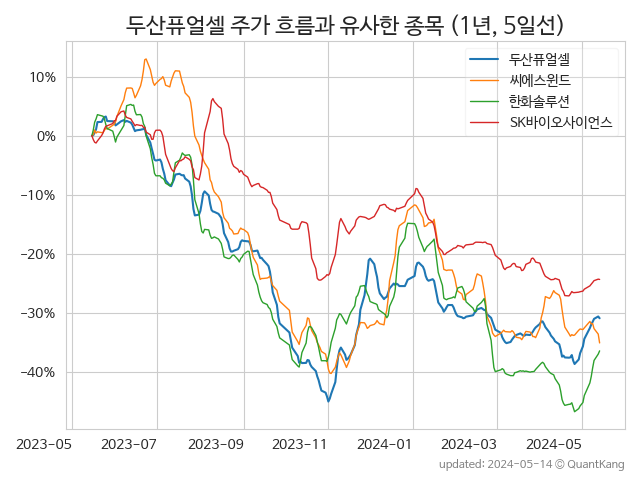 두산퓨얼셀 주가 흐름과 유사한 종목 (1년, 5일선)
두산퓨얼셀
씨에스윈드
한화솔루션
SK바이오사이언스
10%
0%
−10%
−20%
−30%
−40%
2023-05 2023-07 2023-09 2023-11 2024-01 2024-03 2024-05
updated: 2024-05-14 © QuantKang